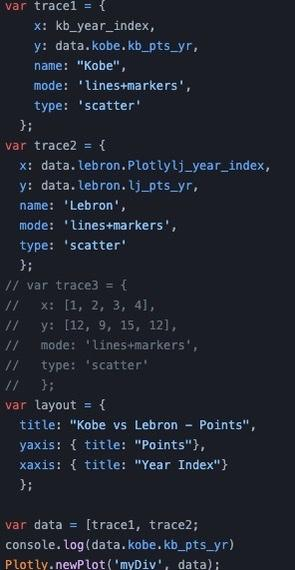 var trace1 = {
x: kb_year_index,
y: data.kobe.kb_pts_yr,
name: "Kobe",
mode: 'lines+markers',
type: 'scatter'
};
var trace2 = {
x: data.lebron.Plotlylj_year_index,
y: data.lebron.lj_pts_yr,
name: 'Lebron',
mode: 'lines+markers',
type: 'scatter'
};
// var trace3 = {
//   x: [1, 2, 3, 4],
//   y: [12, 9, 15, 12],
//   mode: 'lines+markers',
//   type: 'scatter'
//   };
var layout = {
title: "Kobe vs Lebron – Points",
yaxis: { title: "Points"},
xaxis: { title: "Year Index"}
};
var data = [trace1, trace2;
console.log(data.kobe.kb_pts_yr)
Plotly.newPlot('myDiv', data);